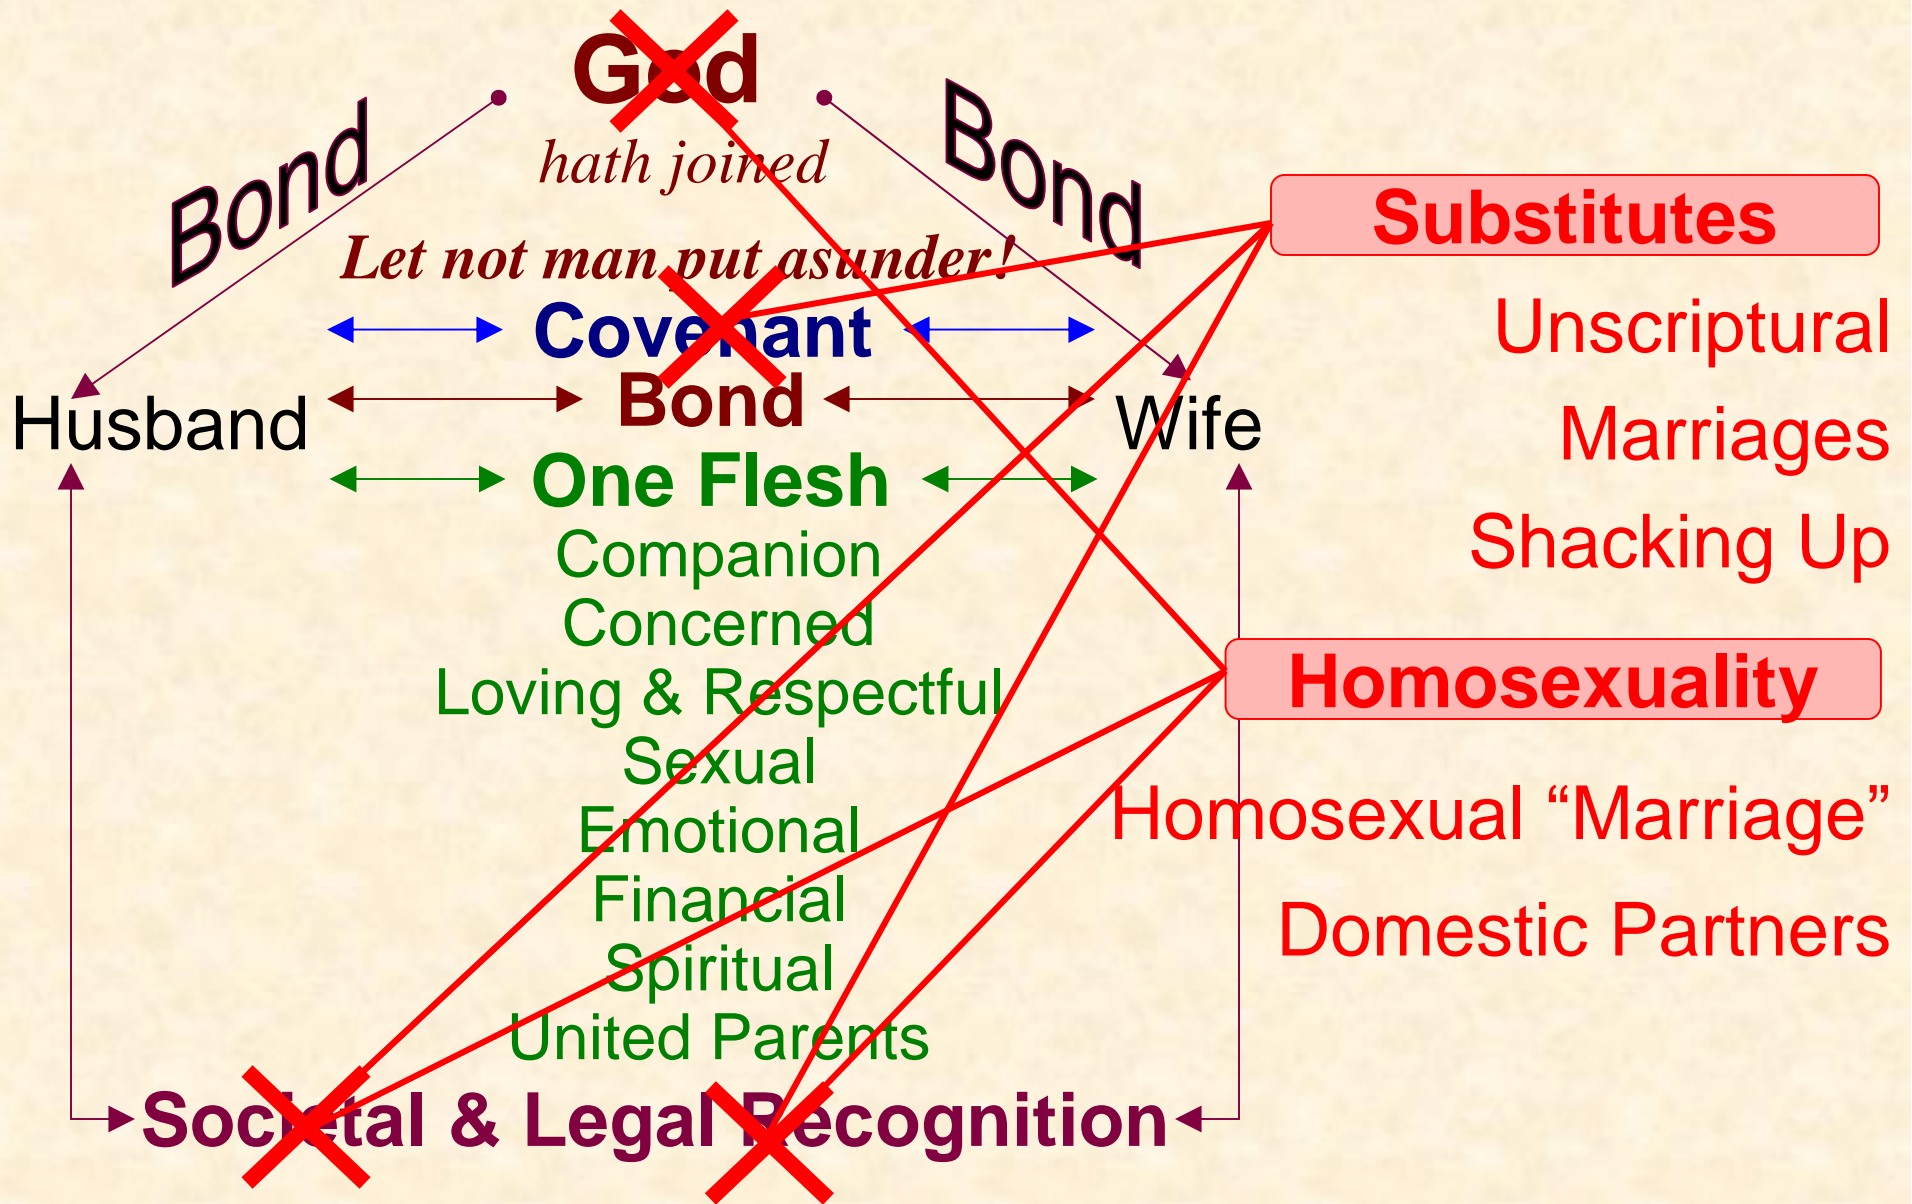 God
Bond
Bond
hath joined
Let not man put asunder!
Covenant
Bond
Husband
Wife
One Flesh
Companion
Concerned
Loving & Respectful
Sexual
Emotional
Financial
Spiritual
United Parents
Societal & Legal Recognition
Substitutes
Unscriptural
Marriages
Shacking Up
Homosexuality
Homosexual “Marriage”
Domestic Partners